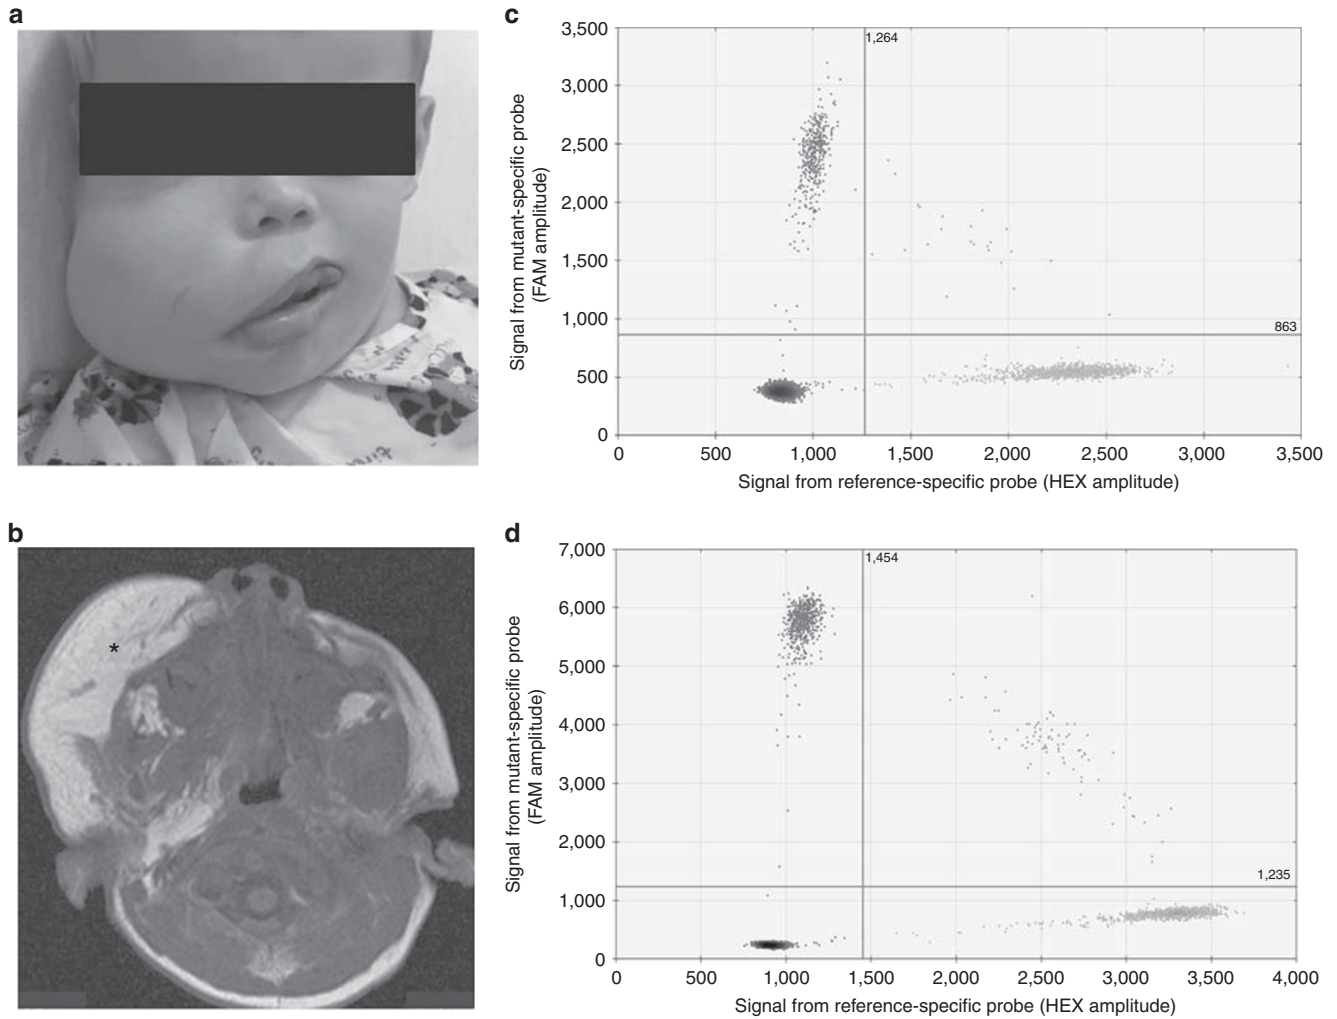 a
b
*
c
Signal from mutant-specific probe
(FAM amplitude)
3,500
3,000
2,500
2,000
1,500
1,000
500
0
1,264
863
0 500 1,000 1,500 2,000 2,500 3,000 3,500
Signal from reference-specific probe (HEX amplitude)
d
Signal from mutant-specific probe
(FAM amplitude)
7,000
6,000
5,000
4,000
3,000
2,000
1,000
0
1,454
1,235
0 500 1,000 1,500 2,000 2,500 3,000 3,500 4,000
Signal from reference-specific probe (HEX amplitude)